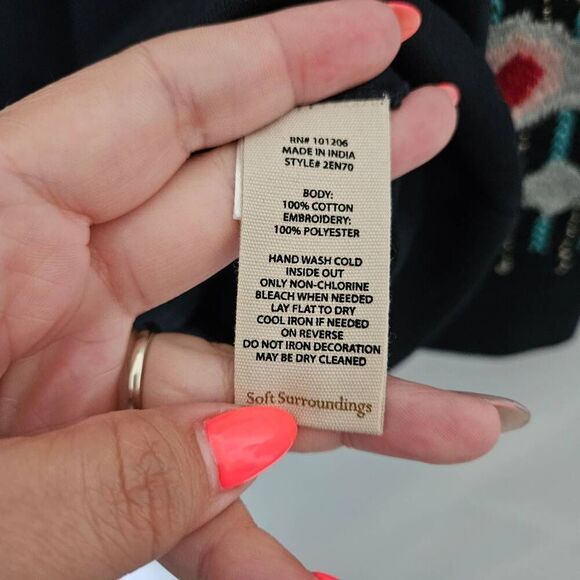 RN# 101206
MADE IN INDIA
STYLE# 2EN70
BODY:
100% COTTON
EMBROIDERY:
100% POLYESTER
HAND WASH COLD
INSIDE OUT
ONLY NON-CHLORINE
BLEACH WHEN NEEDED
LAY FLAT TO DRY
COOL IRON IF NEEDED
ON REVERSE
DO NOT IRON DECORATION
MAY BE DRY CLEANED
Soft Surroundings